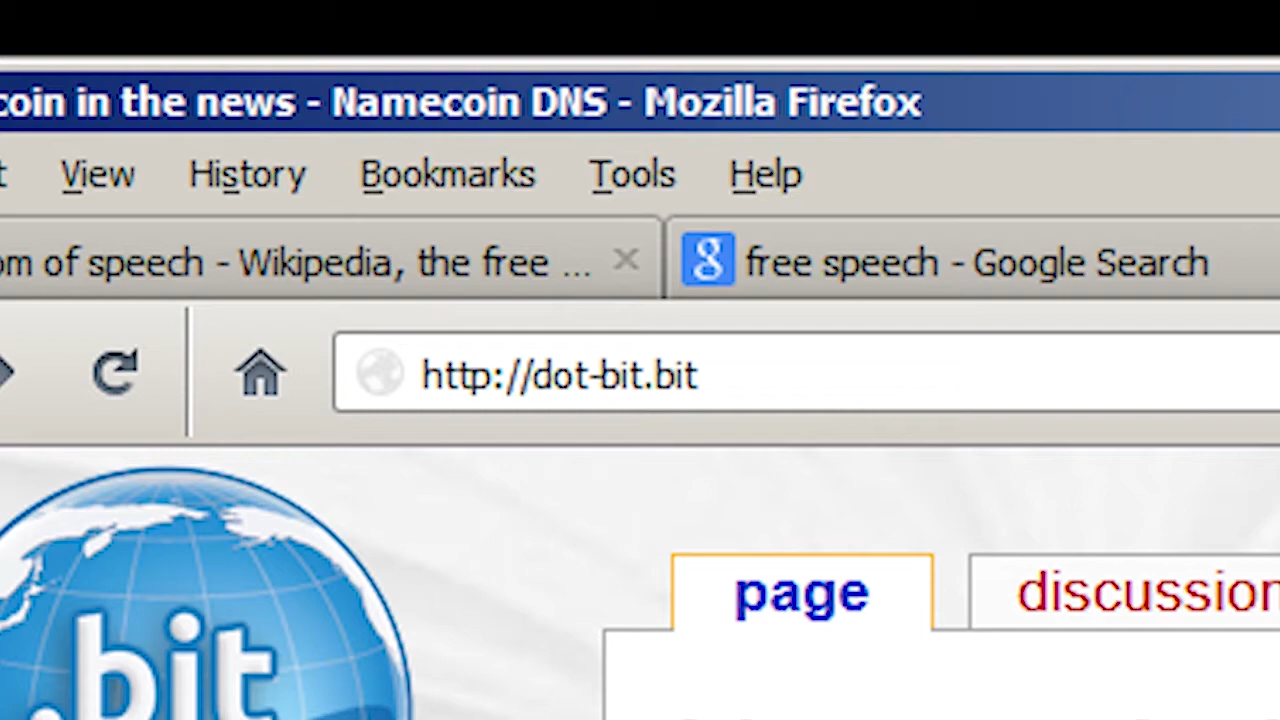 coin in the news - Namecoin DNS - Mozilla Firefox
View History Bookmarks Tools Help
om of speech - Wikipedia, the free ... free speech - Google Search
http://dot-bit.bit
page discussion
.bit